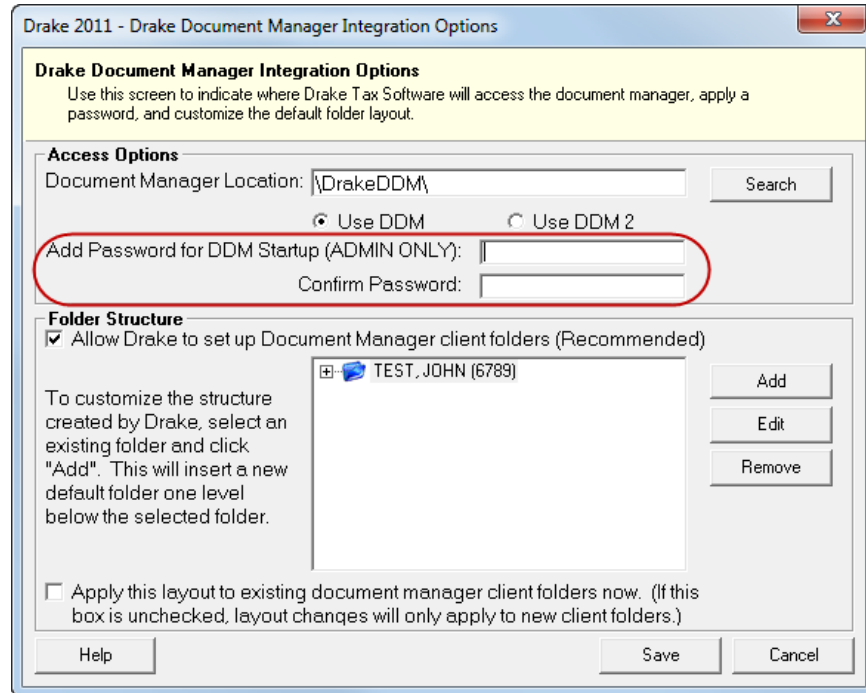 Drake 2011 - Drake Document Manager Integration Options
Drake Document Manager Integration Options
Use this screen to indicate where Drake Tax Software will access the document manager, apply a
password, and customize the default folder layout.
Access Options
Document Manager Location: \DrakeDDM\ Search
Use DDM Use DDM 2
Add Password for DDM Startup (ADMIN ONLY):
Confirm Password:
Folder Structure
Allow Drake to set up Document Manager client folders (Recommended)
TEST, JOHN (6789)
To customize the structure
created by Drake, select an
existing folder and click
"Add". This will insert a new
default folder one level
below the selected folder.
Add
Edit
Remove
Apply this layout to existing document manager client folders now. (If this
box is unchecked, layout changes will only apply to new client folders.)
Help Save Cancel